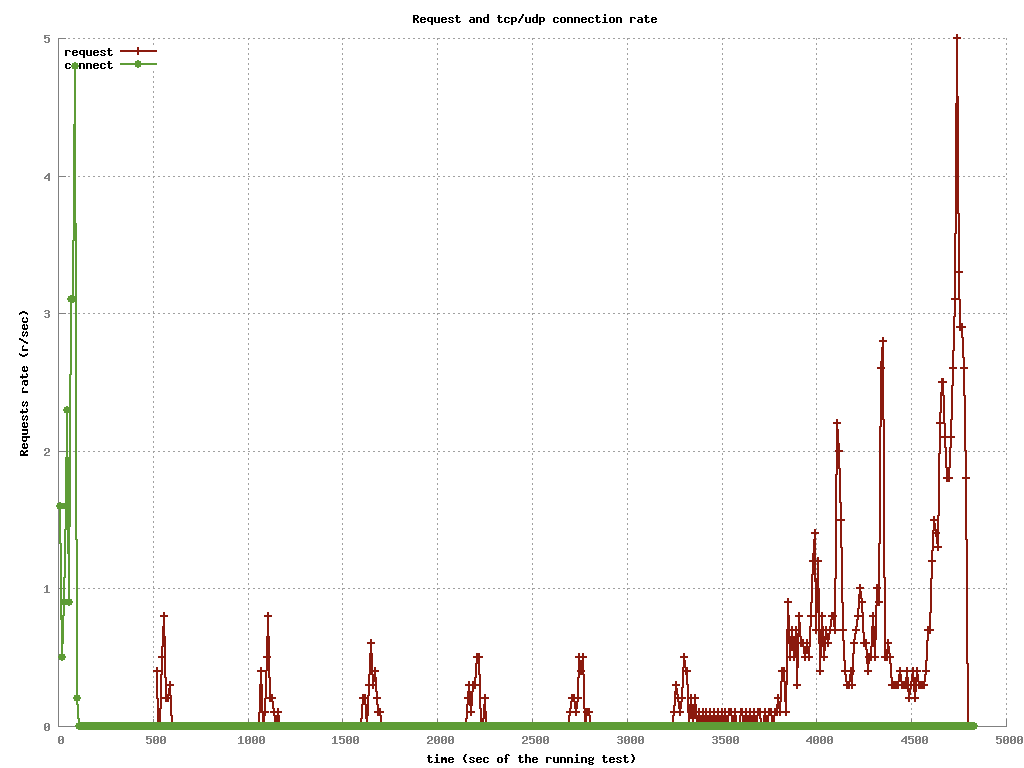 Request and tcp/udp connection rate
request
connect
5
4
3
2
1
0
Requests rate (r/sec)
0 500 1000 1500 2000 2500 3000 3500 4000 4500 5000
time (sec of the running test)